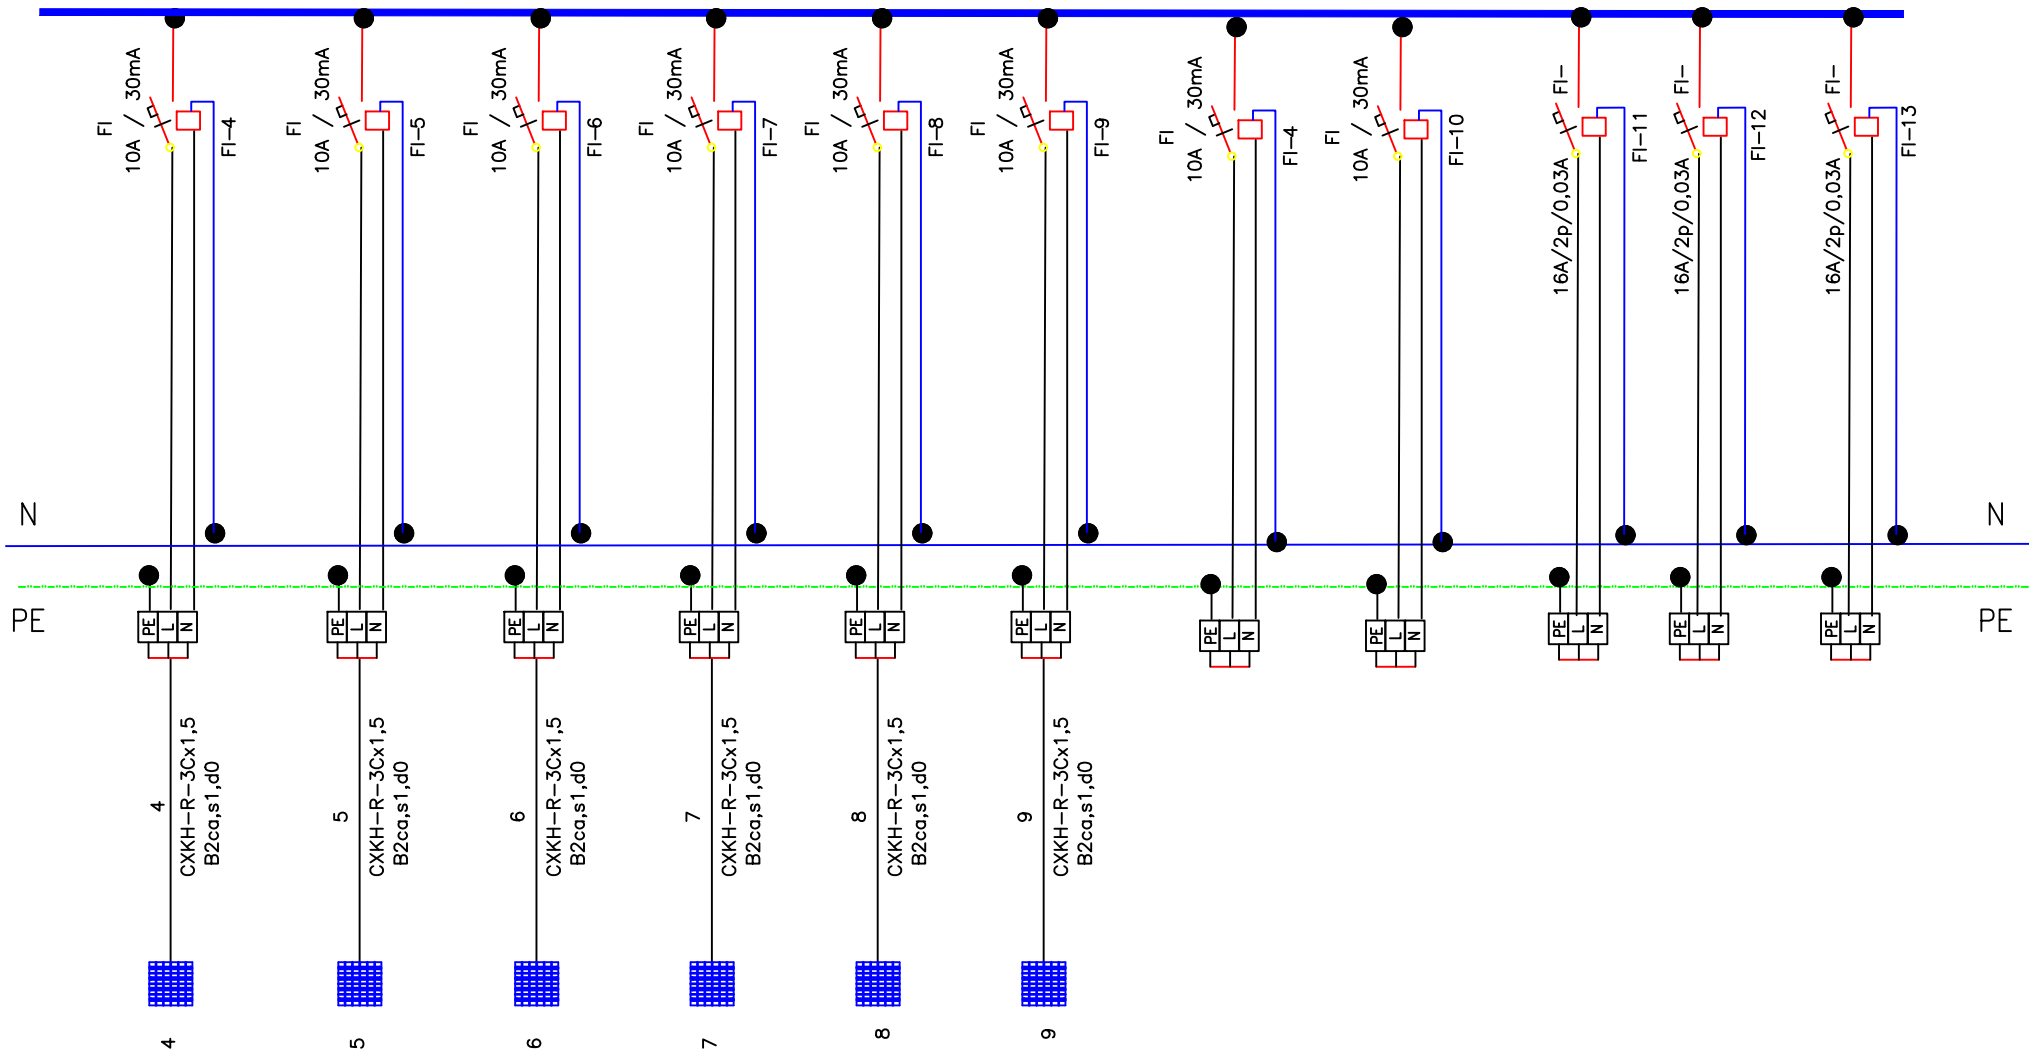 FI
10A / 30mA
FI-4
FI
10A / 30mA
FI-5
FI
10A / 30mA
FI-6
FI
10A / 30mA
FI-7
FI
10A / 30mA
FI-8
FI
10A / 30mA
FI-9
FI
10A / 30mA
FI-4
FI
10A / 30mA
FI-10
16A/2p/0,03A FI-
FI-11
16A/2p/0,03A FI-
FI-12
16A/2p/0,03A FI-
FI-13
N
N
PE
PE
PE L N
PE L N
PE L N
PE L N
PE L N
PE L N
PE L N
PE L N
PE L N
PE L N
PE L N
4
CXKH-R-3Cx1,5
B2ca,s1,d0
5
CXKH-R-3Cx1,5
B2ca,s1,d0
6
CXKH-R-3Cx1,5
B2ca,s1,d0
7
CXKH-R-3Cx1,5
B2ca,s1,d0
8
CXKH-R-3Cx1,5
B2ca,s1,d0
9
CXKH-R-3Cx1,5
B2ca,s1,d0
4
5
6
7
8
9